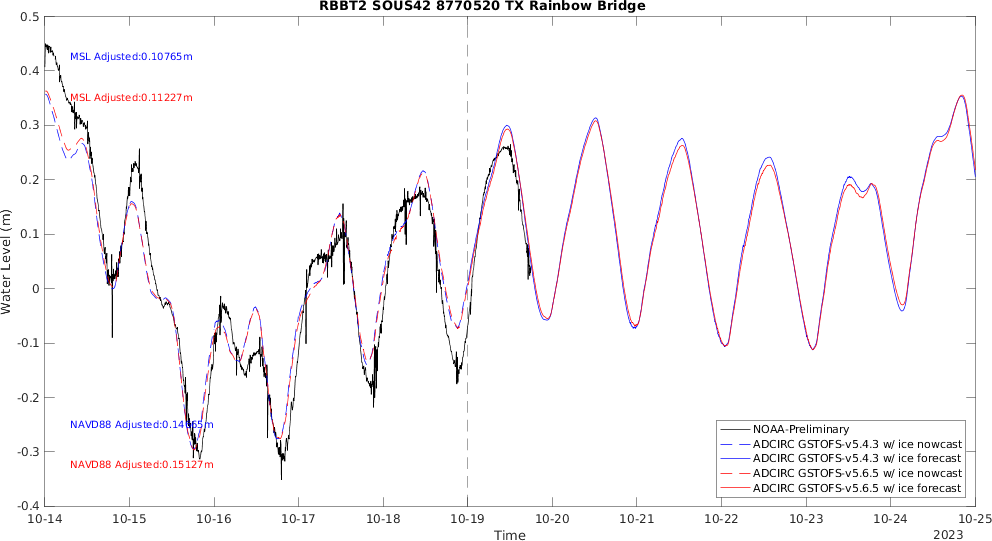 RBBT2 SOUS42 8770520 TX Rainbow Bridge
0.5
0.4
0.3
0.2
0.1
0
-0.1
-0.2
-0.3
-0.4
Water Level (m)
MSL Adjusted:0.10765m
MSL Adjusted:0.11227m
NAVD88 Adjusted:0.14665m
NAVD88 Adjusted:0.15127m
NOAA-Preliminary
ADCIRC GSTOFS-v5.4.3 w/ ice nowcast
ADCIRC GSTOFS-v5.4.3 w/ ice forecast
ADCIRC GSTOFS-v5.6.5 w/ ice nowcast
ADCIRC GSTOFS-v5.6.5 w/ ice forecast
10-14 10-15 10-16 10-17 10-18 10-19 10-20 10-21 10-22 10-23 10-24 10-25
Time
2023